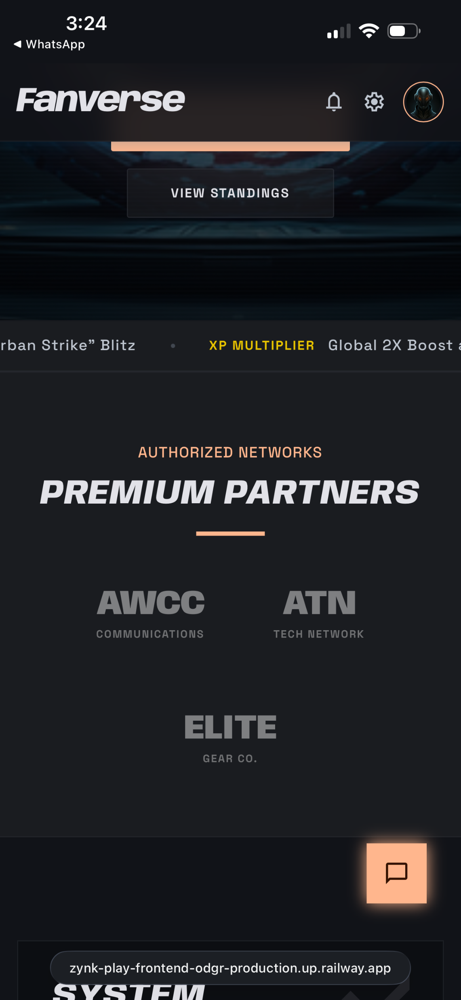 3:24
◀ WhatsApp
Fanverse
VIEW STANDINGS
rban Strike” Blitz • XP MULTIPLIER Global 2X Boost
AUTHORIZED NETWORKS
PREMIUM PARTNERS
AWCC ATN
COMMUNICATIONS TECH NETWORK
ELITE
GEAR CO.
zynk-play-frontend-odgr-production.up.railway.app
SYSTEM